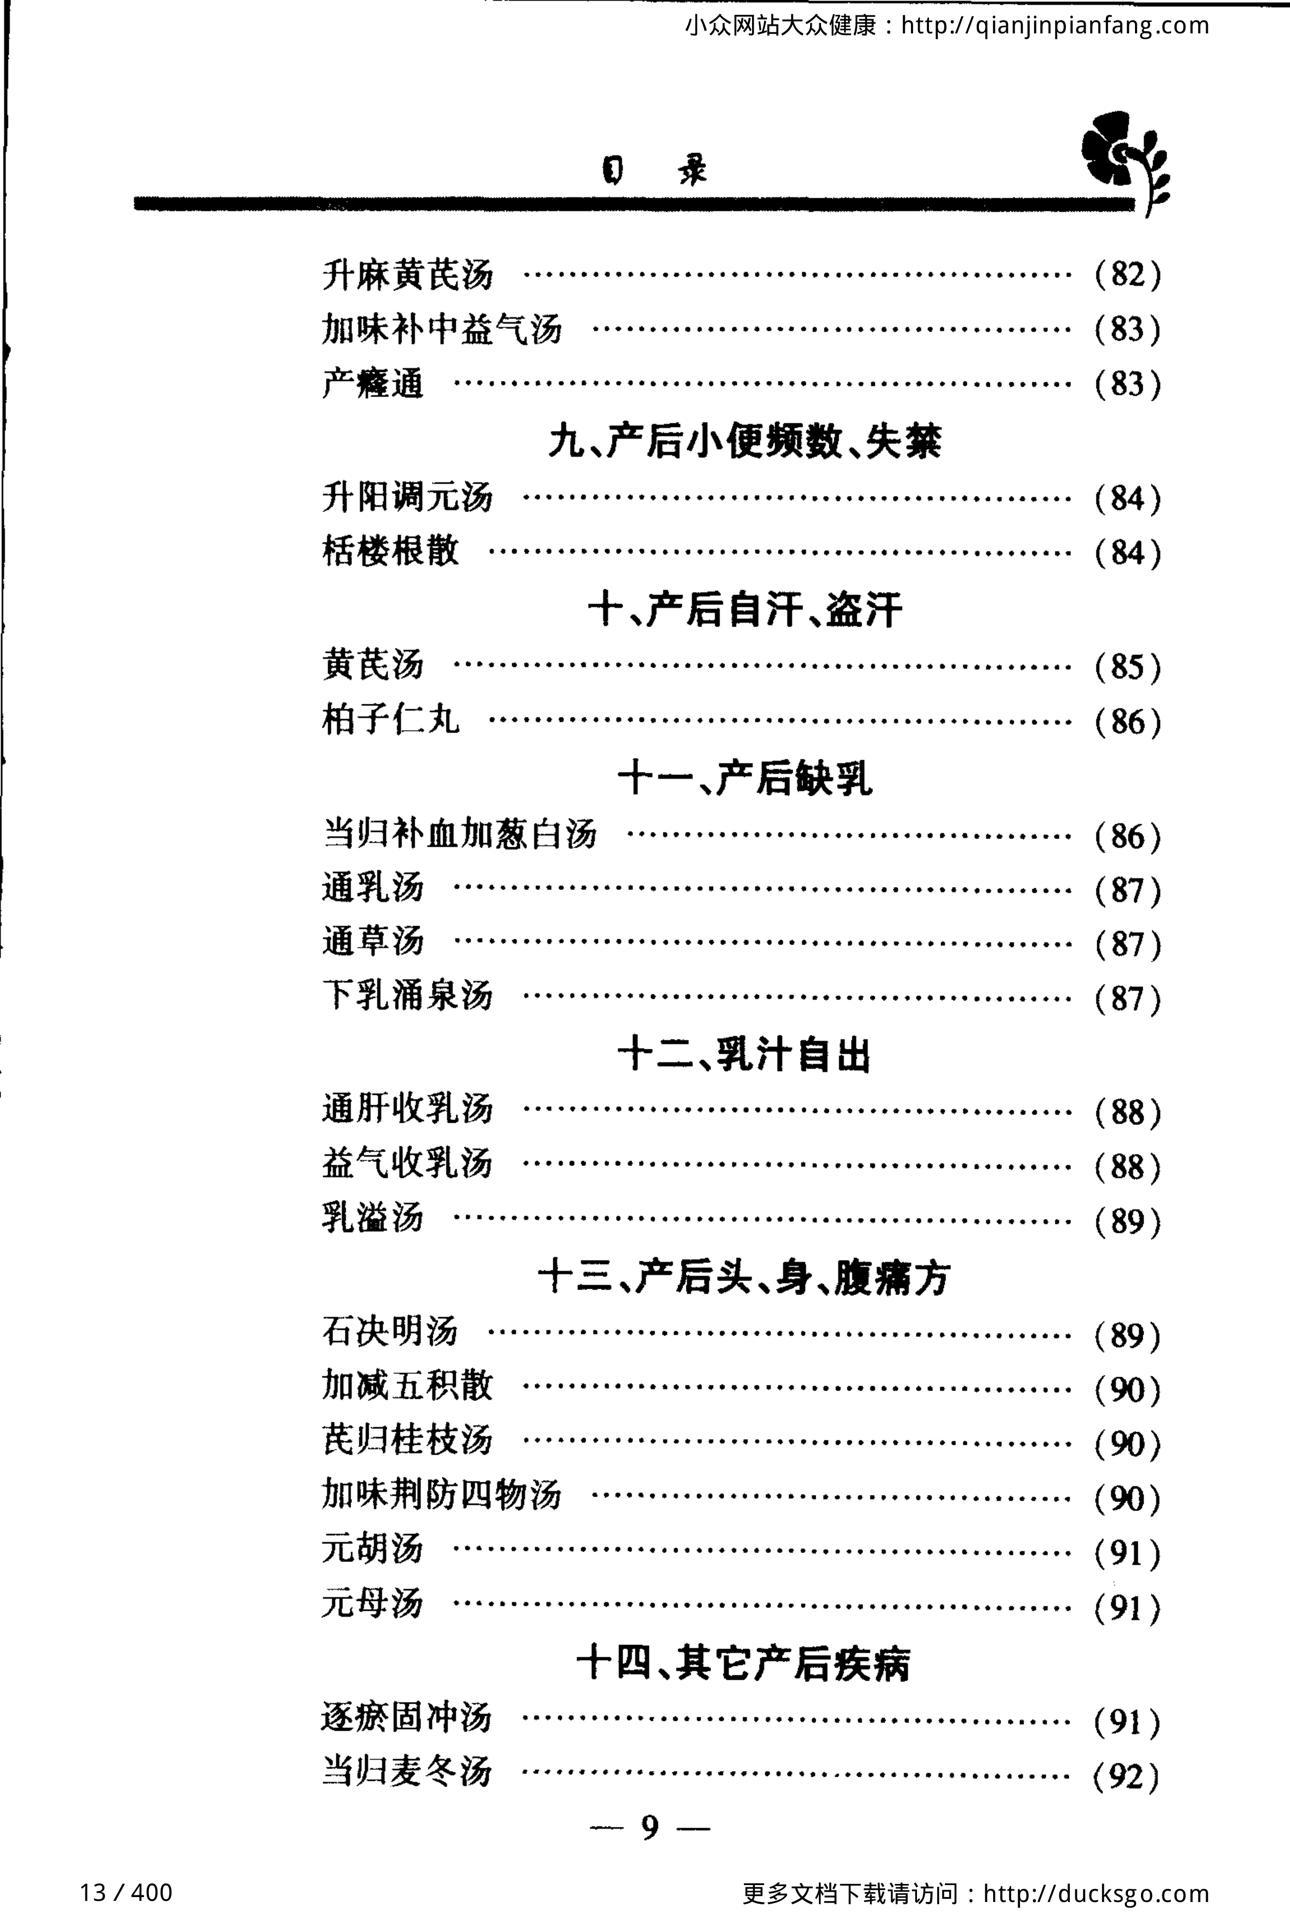 小众网站大众健康：http://qianjinpianfang.com
目 录
升麻黄芪汤 …………………………………………… (82)
加味补中益气汤 ……………………………………… (83)
产癃通 ………………………………………………… (83)
九、产后小便频数、失禁
升阳调元汤 …………………………………………… (84)
栝楼根散 ……………………………………………… (84)
十、产后自汗、盗汗
黄芪汤 ………………………………………………… (85)
柏子仁丸 ……………………………………………… (86)
十一、产后缺乳
当归补血加葱白汤 …………………………………… (86)
通乳汤 ………………………………………………… (87)
通草汤 ………………………………………………… (87)
下乳涌泉汤 …………………………………………… (87)
十二、乳汁自出
通肝收乳汤 …………………………………………… (88)
益气收乳汤 …………………………………………… (88)
乳溢汤 ………………………………………………… (89)
十三、产后头、身、腹痛方
石决明汤 ……………………………………………… (89)
加减五积散 …………………………………………… (90)
芪归桂枝汤 …………………………………………… (90)
加味荆防四物汤 ……………………………………… (90)
元胡汤 ………………………………………………… (91)
元母汤 ………………………………………………… (91)
十四、其它产后疾病
逐瘀固冲汤 …………………………………………… (91)
当归麦冬汤 …………………………………………… (92)
— 9 —
13 / 400
更多文档下载请访问：http://ducksgo.com